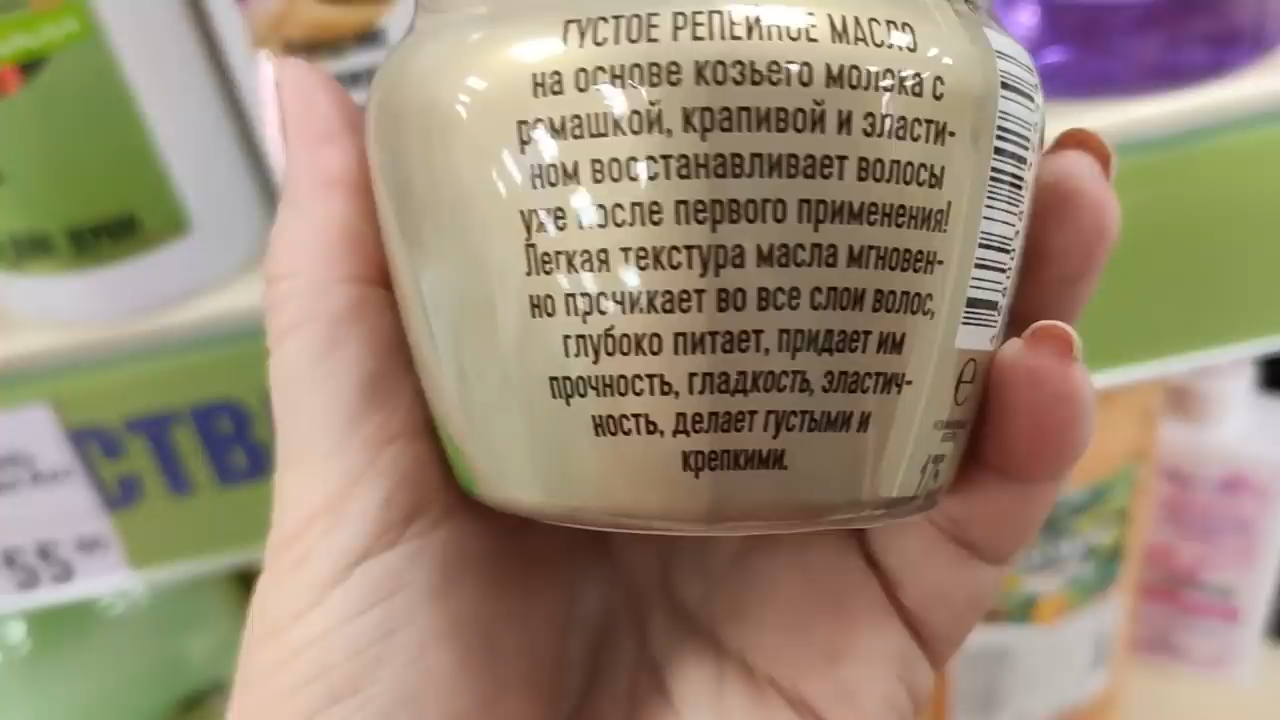 ГУСТОЕ РЕПЕЙНОЕ МАСЛО
на основе козьего молока с
ромашкой, крапивой и эласти-
ном восстанавливает волосы
уже после первого применения!
Легкая текстура масла мгновен-
но проникает во все слои волос,
глубоко питает, придает им
прочность, гладкость, эластич-
ность, делает густыми и
крепкими.
е
СТВ
55